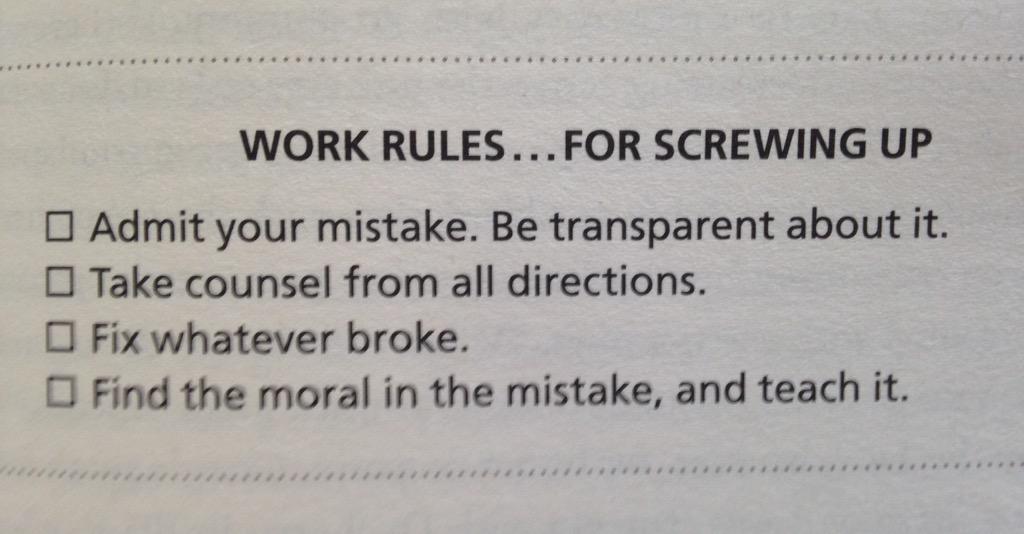 WORK RULES...FOR SCREWING UP
☐ Admit your mistake. Be transparent about it.
☐ Take counsel from all directions.
☐ Fix whatever broke.
☐ Find the moral in the mistake, and teach it.